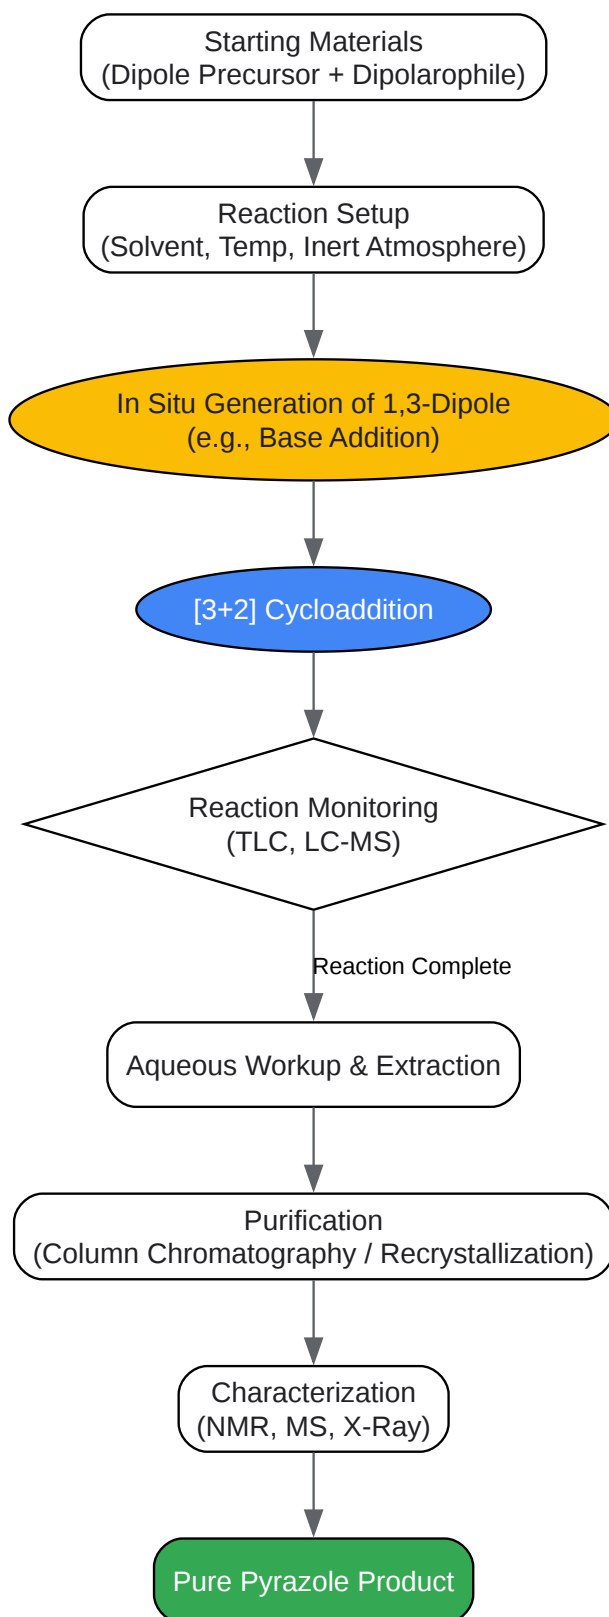 Starting Materials
(Dipole Precursor + Dipolarophile)
Reaction Setup
(Solvent, Temp, Inert Atmosphere)
In Situ Generation of 1,3-Dipole
(e.g., Base Addition)
[3+2] Cycloaddition
Reaction Monitoring
(TLC, LC-MS)
Reaction Complete
Aqueous Workup & Extraction
Purification
(Column Chromatography / Recrystallization)
Characterization
(NMR, MS, X-Ray)
Pure Pyrazole Product